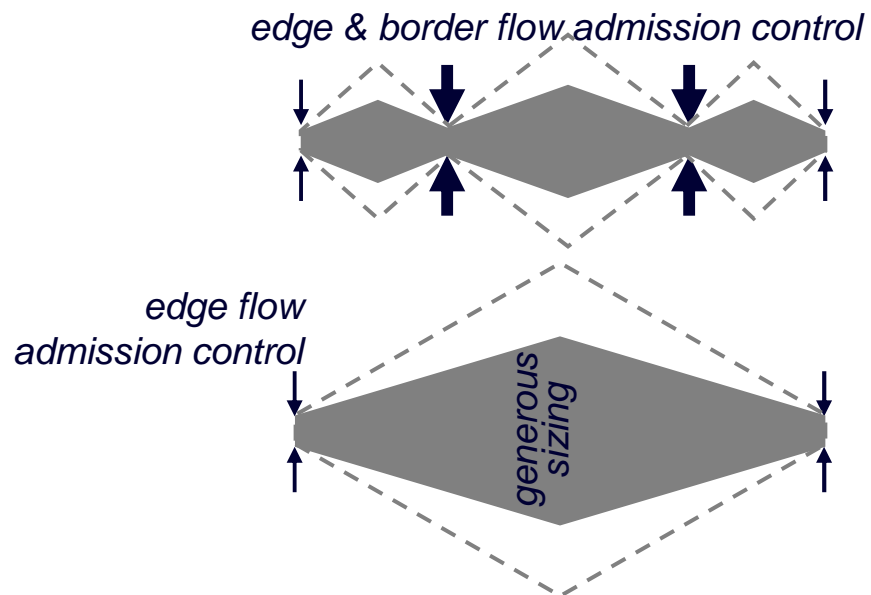 edge & border flow admission control
edge flow
admission control
generous
sizing